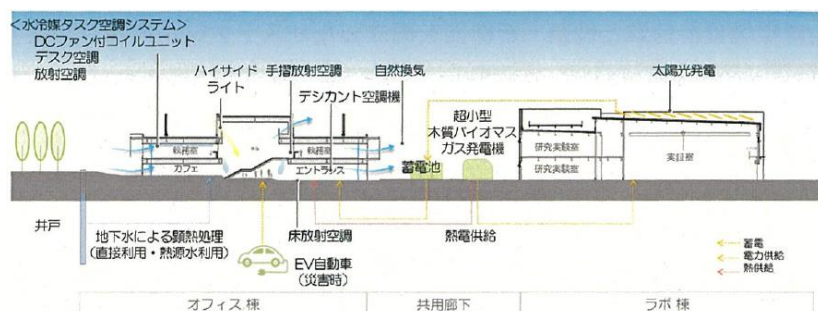 <水冷媒タスク空調システム>
DCファン付コイルユニット
デスク空調
放射空調
ハイサイド
ライト
手摺放射空調
デシカント空調機
自然換気
太陽光発電
超小型
木質バイオマス
ガス発電機
蓄電池
執務室
執務室
カフェ
エントランス
研究実験室
研究実験室
実証室
井戸
地下水による顕熱処理
(直接利用・熱源水利用)
床放射空調
熱電供給
EV自動車
(災害時)
蓄電
電力供給
熱供給
オフィス棟
共用廊下
ラボ棟